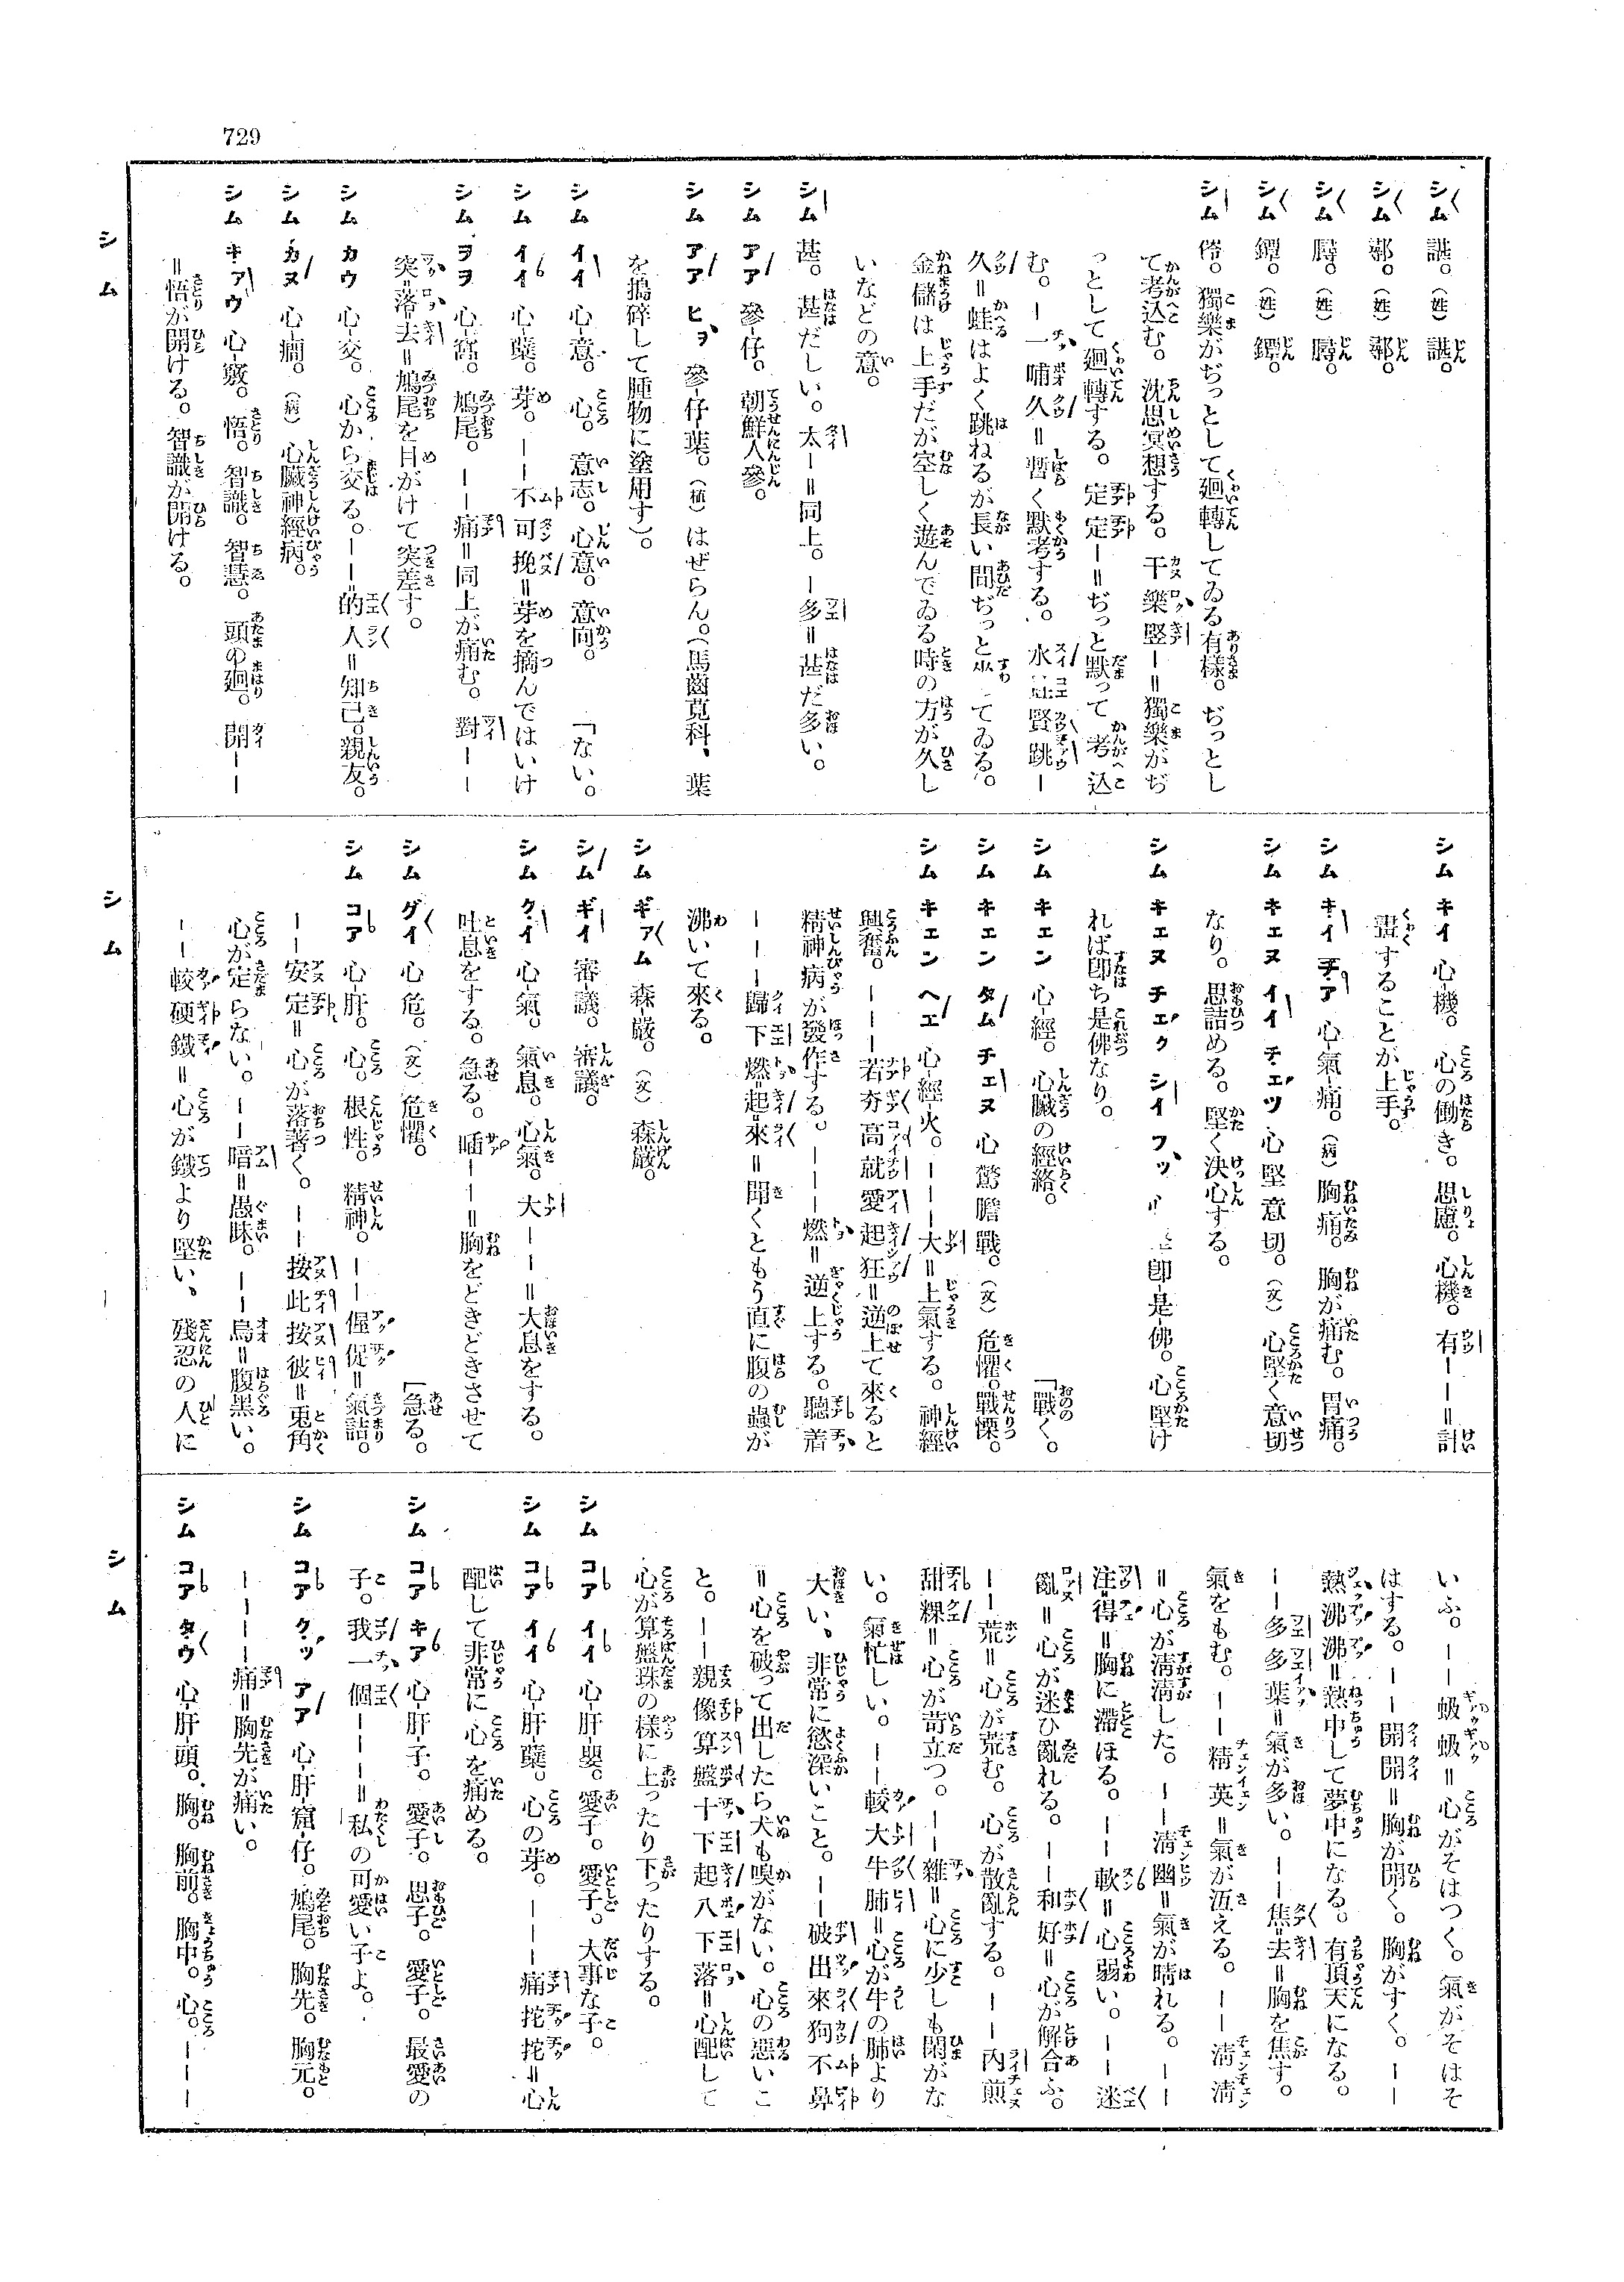 729
シム 諶。（姓）諶。
シム 鄩。（姓）鄩。
シム （姓）
シム 鐔。（姓）鐔。
シム 獨樂がぢっとして廻轉してゐる有樣。ぢっとし
て考込む。沈思冥想する。干樂堅ー＝獨樂がぢ
っとして廻轉する。定定ー＝ぢっと默って考込
む。ー一晡久＝暫く默考する。水 賢跳ー
久＝蛙はよく跳ねるが長い間ぢっと坐ってゐる。
金儲は上手だが空しく遊んでゐる時の方が久し
いなどの意。
シム 甚。甚だしい。太ー＝同上。ー多＝甚だ多い。
シム アア 參-仔。朝鮮人參。
シム アア ヒヲ 參-仔-葉。（植）はぜらん。（馬齒莧科、葉
を搗碎して腫物に塗用す）。
シム イイ 心-意。心。意志。心意。意向。
シム イイ 心-蘖。芽。ーー不可挽＝芽を摘んではいけ「ない。
シム ヲヲ 心-窩。鳩尾。ーー痛＝同上が痛む。對ーー
突-落-去＝鳩尾を目がけて突差す。
シム カウ 心-交。心から交る。ーー＝的人＝知己。親友。
シム カヌ 心-癇。（病）心臟神經病。
シム キァウ 心-竅。悟。智識。智慧。頭の廻。開ーー
＝悟が開ける。智識が開ける。
シム キイ 心-機。心の働き。思慮。心機。有ーー＝計
畫することが上手。
シム キイ チア 心-氣-痛。（病）胸痛。胸が痛む。胃痛。
シム キェヌ イイ チェツ 心堅意切。（文）心堅く意切
なり。思詰める。堅く決心する。
シム キェヌ チェク シイ フッ 卽-是-佛。心堅け
れば卽ち是佛なり。
シム キェン 心-經。心臟の經絡。
シム キェン タム チェヌ 心驚膽戰。（文）危懼。戰慄。「戰く。
シム キェン ヘエ 心-經-火。ーーー大＝上氣する。神經
興奮。ーーー若夯高就愛起狂＝逆上て來ると
精神病が發作する。ーーー燃＝逆上する。聽着
ーーー歸下燃-起-來＝聞くともう直に腹の蟲が
沸いて來る。
シム ギァム 森-嚴。（文）森嚴。
シム ギイ 審-議。審議。
シム クイ 心-氣。氣息。心氣。大ーー＝大息をする。
吐息をする。急る。喢ーー＝胸をどきどきさせて
シム グイ 心危。（文）危懼。「急る。
シム コア 心-肝。心。根性。精神。ーー偓促＝氣詰。
ーー安定＝心が落著く。ーー按此按彼＝兎角
心が定らない。ーー暗＝愚昧。ーー烏＝腹黑い。
ーー較硬鐵＝心が鐵より堅い、殘忍の人に
いふ。ーー蝂蝂＝心がそはつく。氣がそはそ
はする。ーー開開＝胸が開く。胸がすく。ーー
熱沸沸＝熱中して夢中になる。有頂天になる。
ーー多多葉＝氣が多い。ーー焦-去＝胸を焦す。
氣をもむ。ーー精英＝氣が冱える。ーー淸淸
＝心が淸淸した。ーー淸幽＝氣が晴れる。ーー
注得＝胸に滯ほる。ーー軟＝心弱い。ーー迷
亂＝心が迷ひ亂れる。ーー和好＝心が解合ふ。
ーー荒＝心が荒む。心が散亂する。ーー內煎
甜粿＝心が苛立つ。ーー雜＝心に少しも閑がな
い。氣忙しい。ーー較大牛肺＝心が牛の肺より
大い、非常に慾深いこと。ーー破出來狗不鼻
＝心を破って出したら犬も嗅がない。心の惡いこ
と。ーー親像算盤十下起八下落＝心配して
心が算盤珠の樣に上ったり下ったりする。
シム コア イイ 心-肝-嬰。愛子。愛子。大事な子。
シム コア イイ 心-肝-蘖。心の芽。ーーー痛挓挓＝心
配して非常に心を痛める。
シム コア キア 心-肝-子。愛子。思子。愛子。最愛の
子。我一個ーーー＝私の可愛い子よ。
シム コア クッ アア 心-肝-窟-仔。鳩尾。胸先。胸元。
ーーーー痛＝胸先が痛い。
シム コア タウ 心-肝-頭。胸。胸前。胸中。心。ーーー
シム
シム
シム